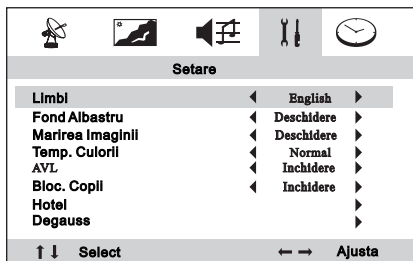 Setare
Limbi English
Fond Albastru Deschidere
Marirea Imaginii Deschidere
Temp. Culorii Normal
AVL Inchidere
Bloc. Copii Inchidere
Hotel
Degauss
Select Ajusta